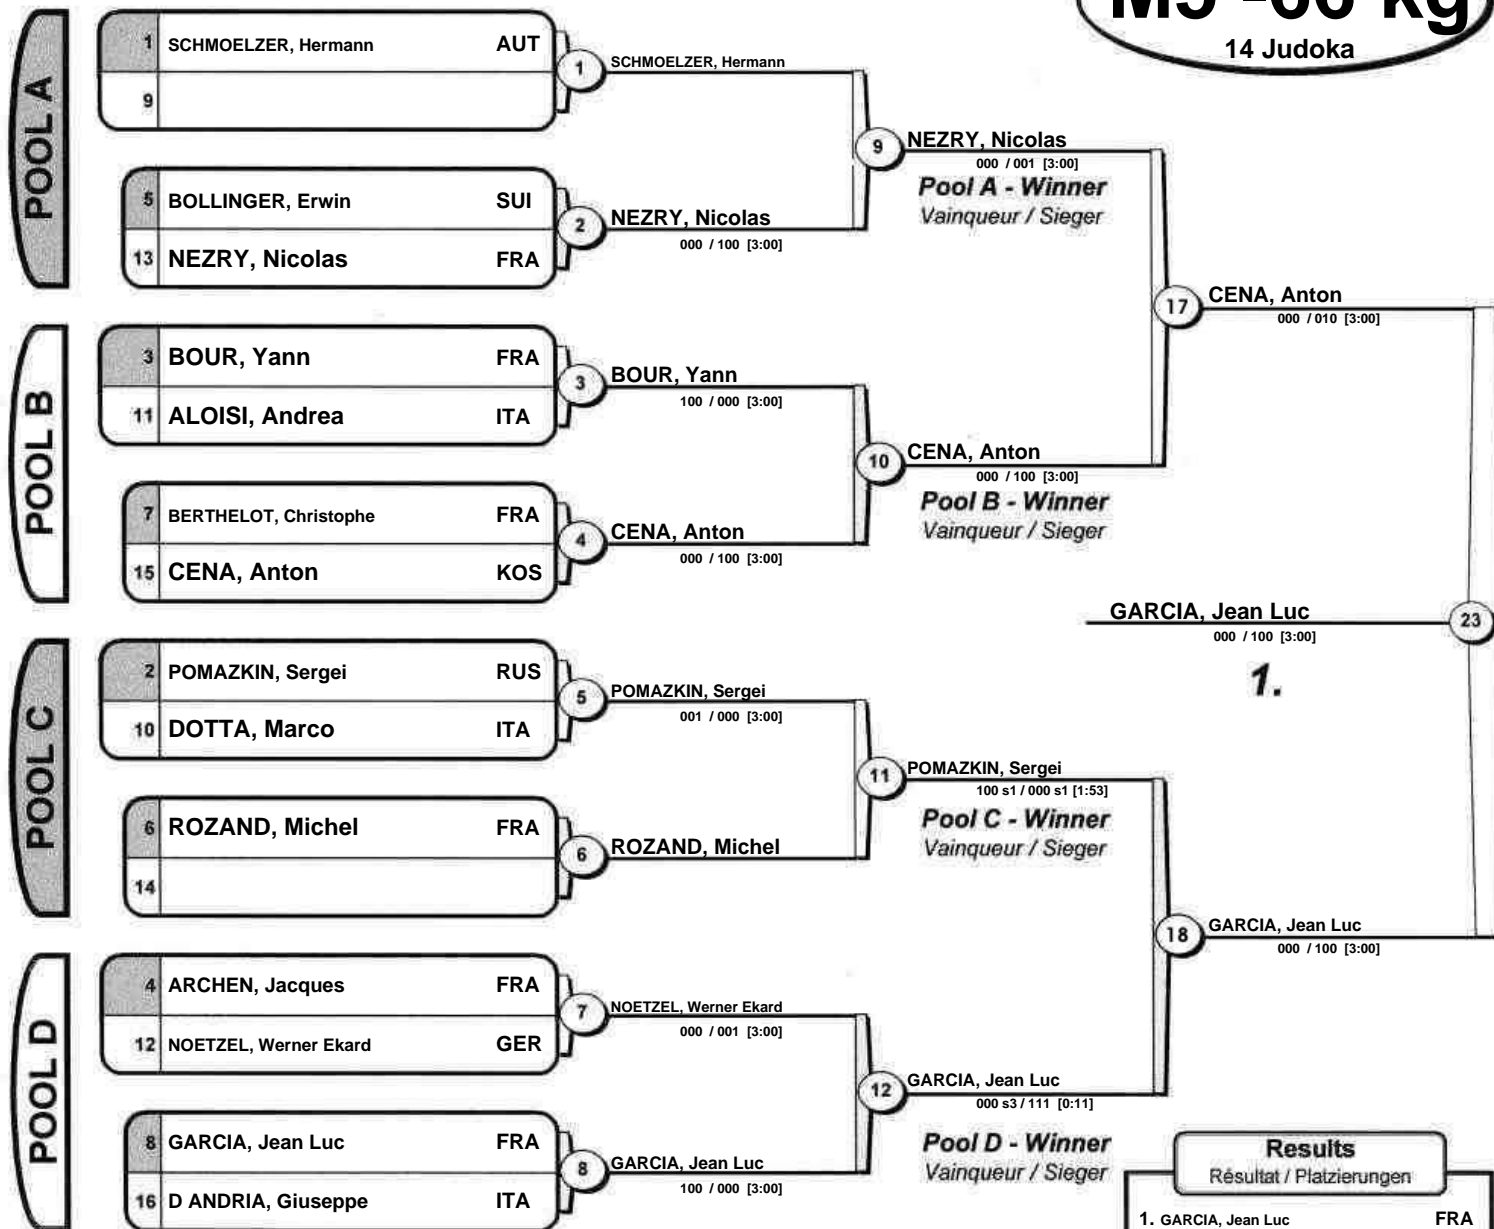 M5 -66 kg
14 Judoka
POOL A
1 SCHMOELZER, Hermann AUT
9
1 SCHMOELZER, Hermann
5 BOLLINGER, Erwin SUI
13 NEZRY, Nicolas FRA
2 NEZRY, Nicolas
000 / 100 [3:00]
9 NEZRY, Nicolas
000 / 001 [3:00]
Pool A - Winner
Vainqueur / Sieger
POOL B
3 BOUR, Yann FRA
11 ALOISI, Andrea ITA
3 BOUR, Yann
100 / 000 [3:00]
7 BERTHELOT, Christophe FRA
15 CENA, Anton KOS
4 CENA, Anton
000 / 100 [3:00]
10 CENA, Anton
000 / 100 [3:00]
Pool B - Winner
Vainqueur / Sieger
17 CENA, Anton
000 / 010 [3:00]
GARCIA, Jean Luc 23
000 / 100 [3:00]
1.
POOL C
2 POMAZKIN, Sergei RUS
10 DOTTA, Marco ITA
5 POMAZKIN, Sergei
001 / 000 [3:00]
6 ROZAND, Michel FRA
14
6 ROZAND, Michel
11 POMAZKIN, Sergei
100 s1 / 000 s1 [1:53]
Pool C - Winner
Vainqueur / Sieger
18 GARCIA, Jean Luc
000 / 100 [3:00]
POOL D
4 ARCHEN, Jacques FRA
12 NOETZEL, Werner Ekard GER
7 NOETZEL, Werner Ekard
000 / 001 [3:00]
8 GARCIA, Jean Luc FRA
16 D ANDRIA, Giuseppe ITA
8 GARCIA, Jean Luc
100 / 000 [3:00]
12 GARCIA, Jean Luc
000 s3 / 111 [0:11]
Pool D - Winner
Vainqueur / Sieger
Results
Résultat / Platzierungen
1. GARCIA, Jean Luc FRA